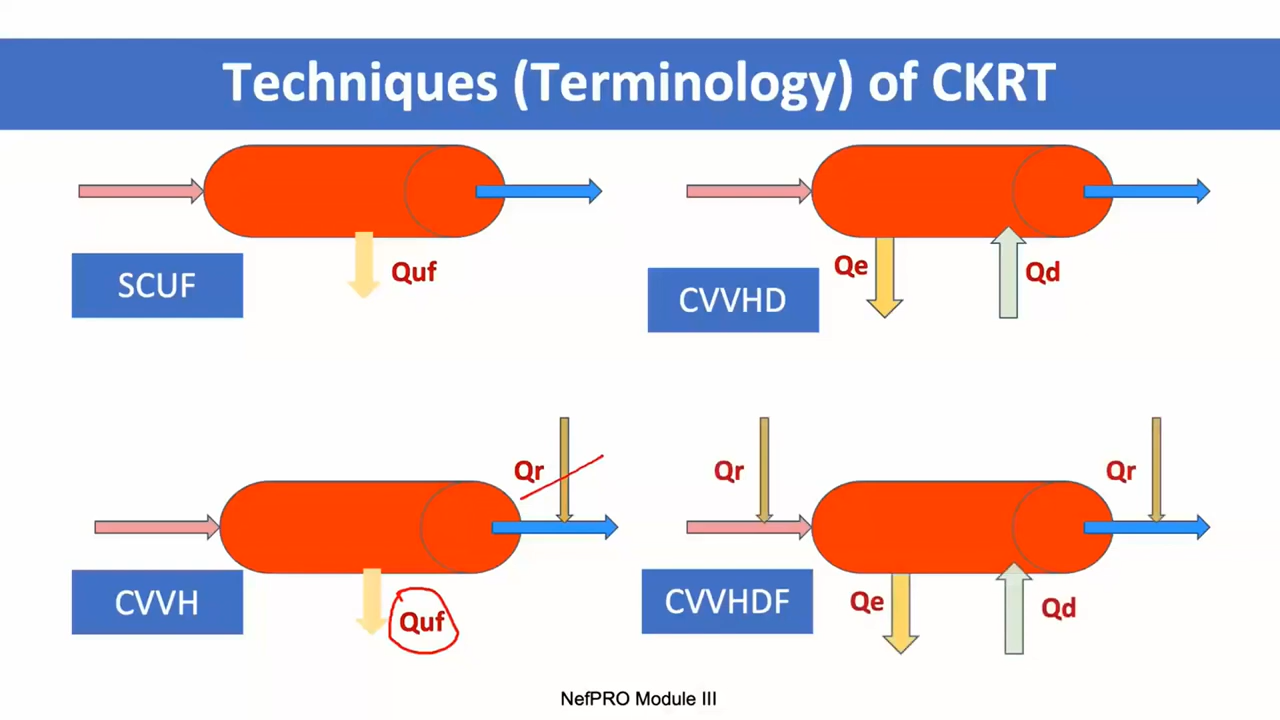 Techniques (Terminology) of CKRT
Quf
SCUF
Qe
Qd
CVVHD
Qr
Quf
CVVH
Qr
Qr
Qe
Qd
CVVHDF
NefPRO Module III